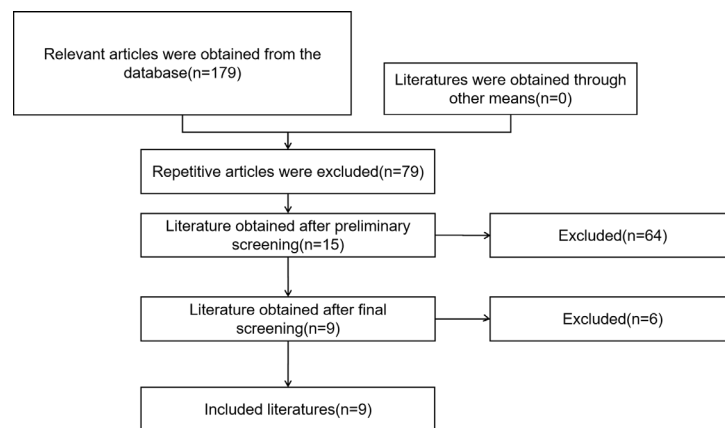 Relevant articles were obtained from the
database(n=179)
Literatures were obtained through
other means(n=0)
Repetitive articles were excluded(n=79)
Literature obtained after preliminary
screening(n=15)
Excluded(n=64)
Literature obtained after final
screening(n=9)
Excluded(n=6)
Included literatures(n=9)